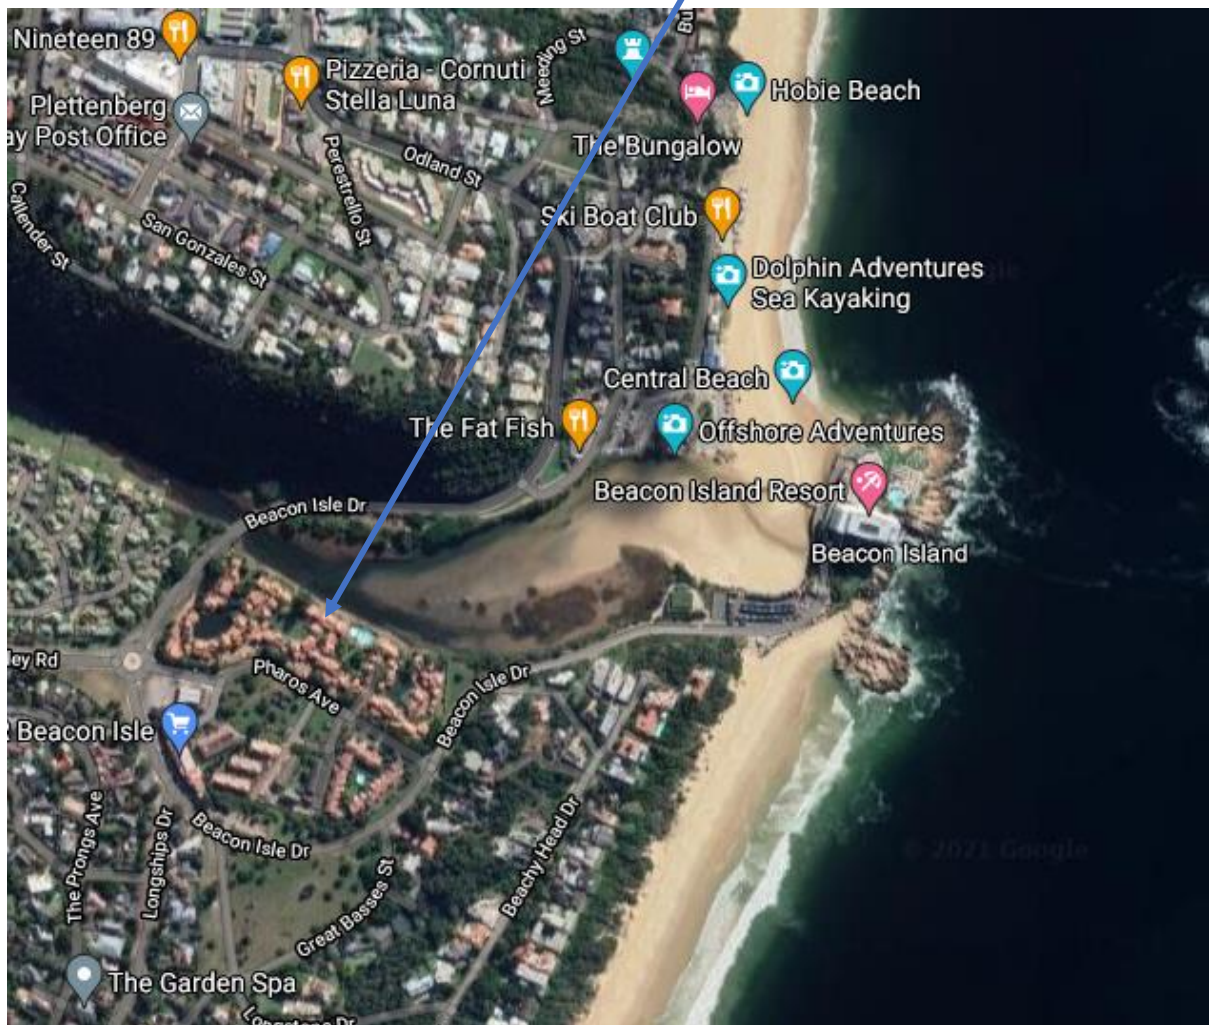 Nineteen 89
Pizzeria - Cornuti
Stella Luna
Meeding St
Bu
Hobie Beach
Plettenberg
ay Post Office
The Bungalow
Perestrello St
Odland St
Callender St
San Gonzales St
Ski Boat Club
Dolphin Adventures
Sea Kayaking
Central Beach
The Fat Fish
Offshore Adventures
Beacon Isle Dr
Beacon Island Resort
Beacon Island
ley Rd
Pharos Ave
Beacon Isle Dr
Beacon Isle
The Prongs Ave
Longships Dr
Beacon Isle Dr
Beachy Head Dr
© 2021 Google
Great Basses St
The Garden Spa
Longstone Dr